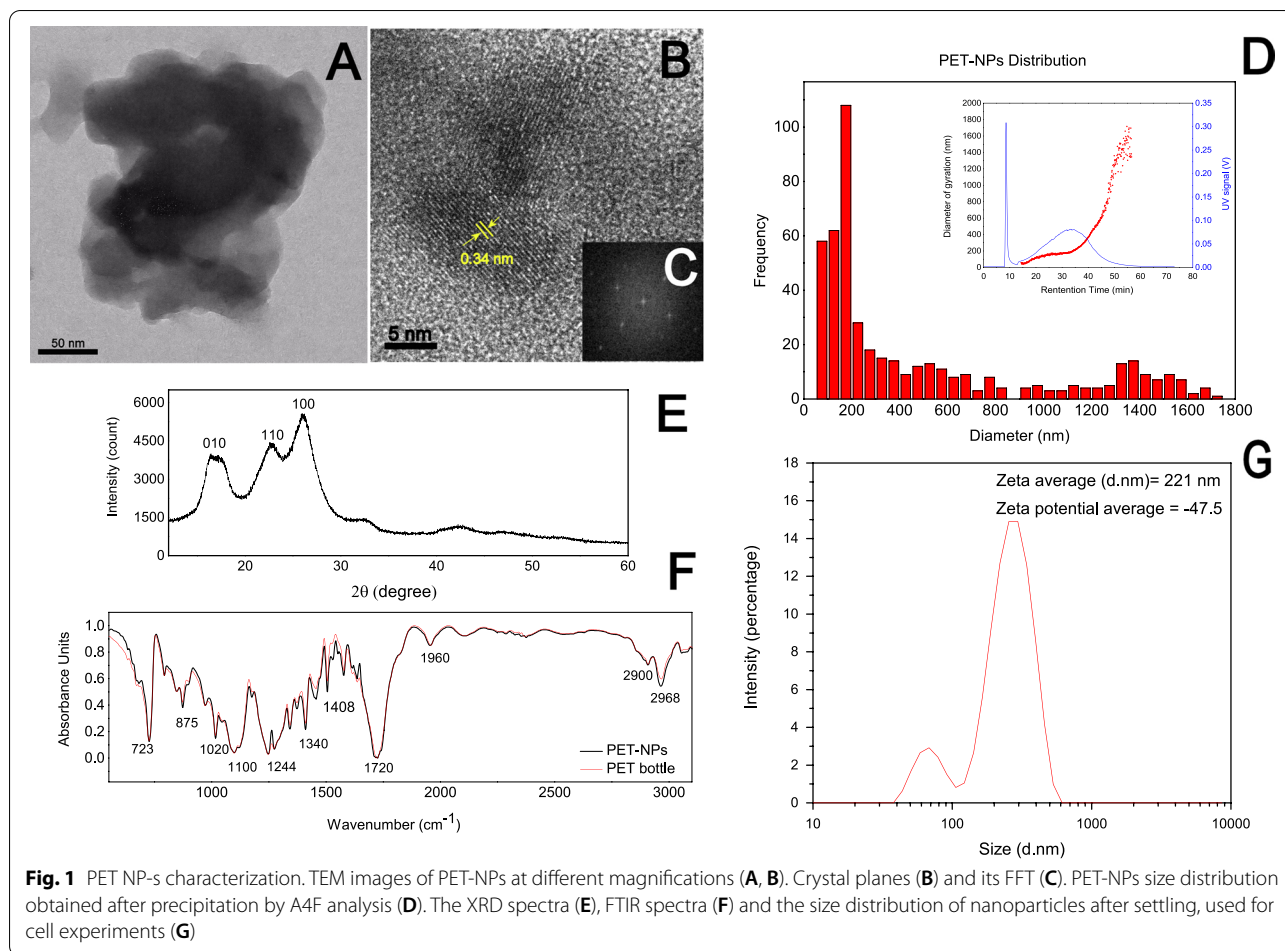 A
50 nm
B
0.34 nm
5 nm
C
D
PET-NPs Distribution
Frequency
100
80
60
40
20
0
0 200 400 600 800 1000 1200 1400 1600 1800
Diameter (nm)
Diameter of gyration (nm)
2000
1800
1600
1400
1200
1000
800
600
400
200
0
0 10 20 30 40 50 60 70 80
Rentention Time (min)
0.35
0.30
0.25
0.20
0.15
0.10
0.05
0.00
UV signal (V)
E
Intensity (count)
6000
4500
3000
1500
0
010
110
100
20 30 40 50 60
2θ (degree)
F
Absorbance Units
1.0
0.8
0.6
0.4
0.2
0.0
723
875
1020
1100
1244
1340
1408
1720
1960
2900
2968
PET-NPs
PET bottle
1000 1500 2000 2500 3000
Wavenumber (cm⁻¹)
G
Zeta average (d.nm)= 221 nm
Zeta potential average = -47.5
Intensity (percentage)
18
16
14
12
10
8
6
4
2
0
10 100 1000 10000
Size (d.nm)
Fig. 1 PET NP-s characterization. TEM images of PET-NPs at different magnifications (A, B). Crystal planes (B) and its FFT (C). PET-NPs size distribution
obtained after precipitation by A4F analysis (D). The XRD spectra (E), FTIR spectra (F) and the size distribution of nanoparticles after settling, used for
cell experiments (G)